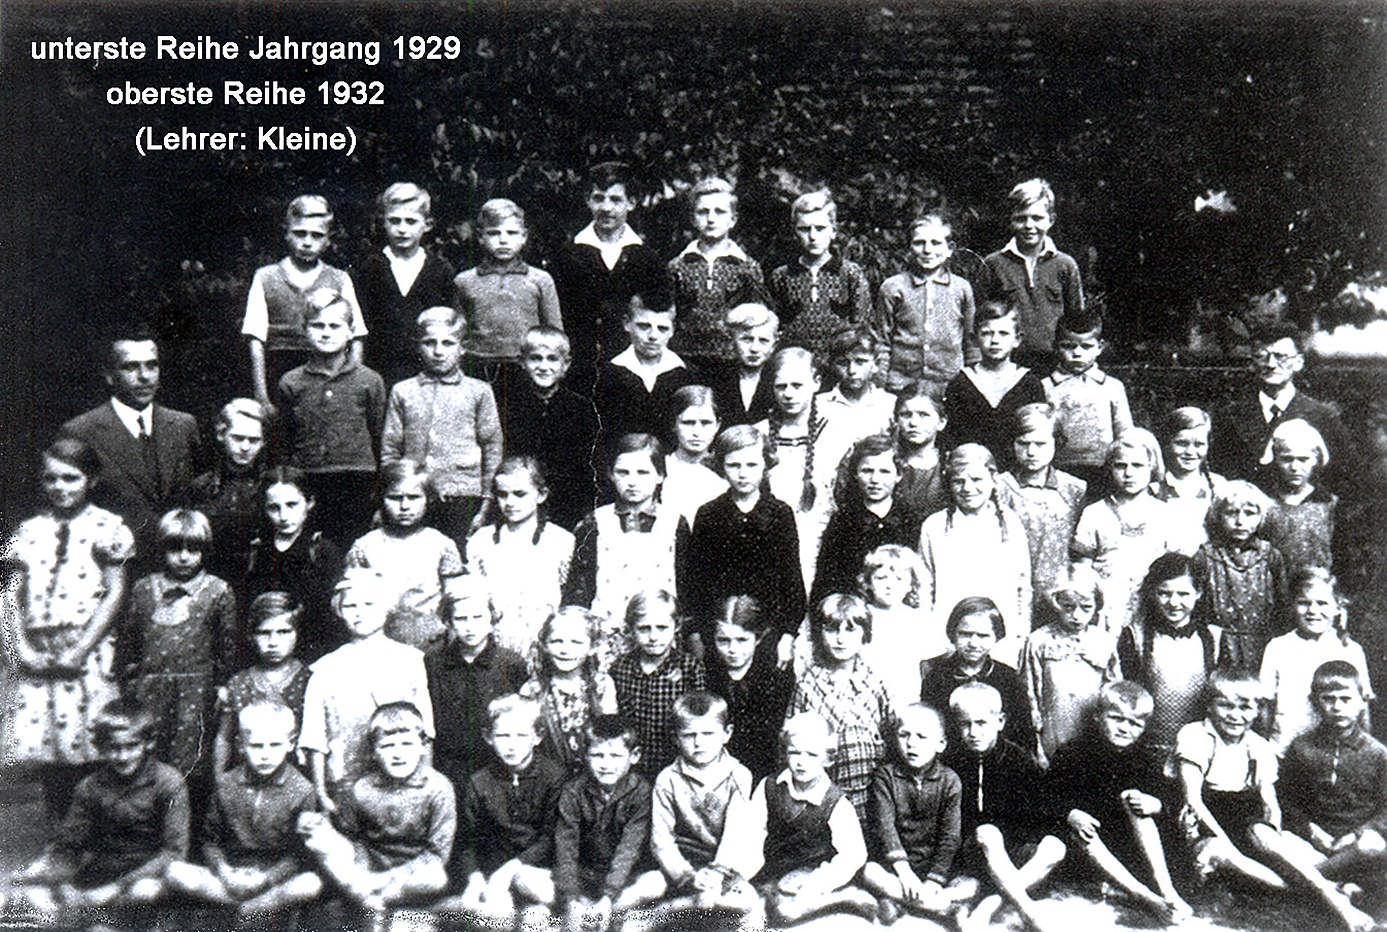 unterste Reihe Jahrgang 1929
oberste Reihe 1932
(Lehrer: Kleine)